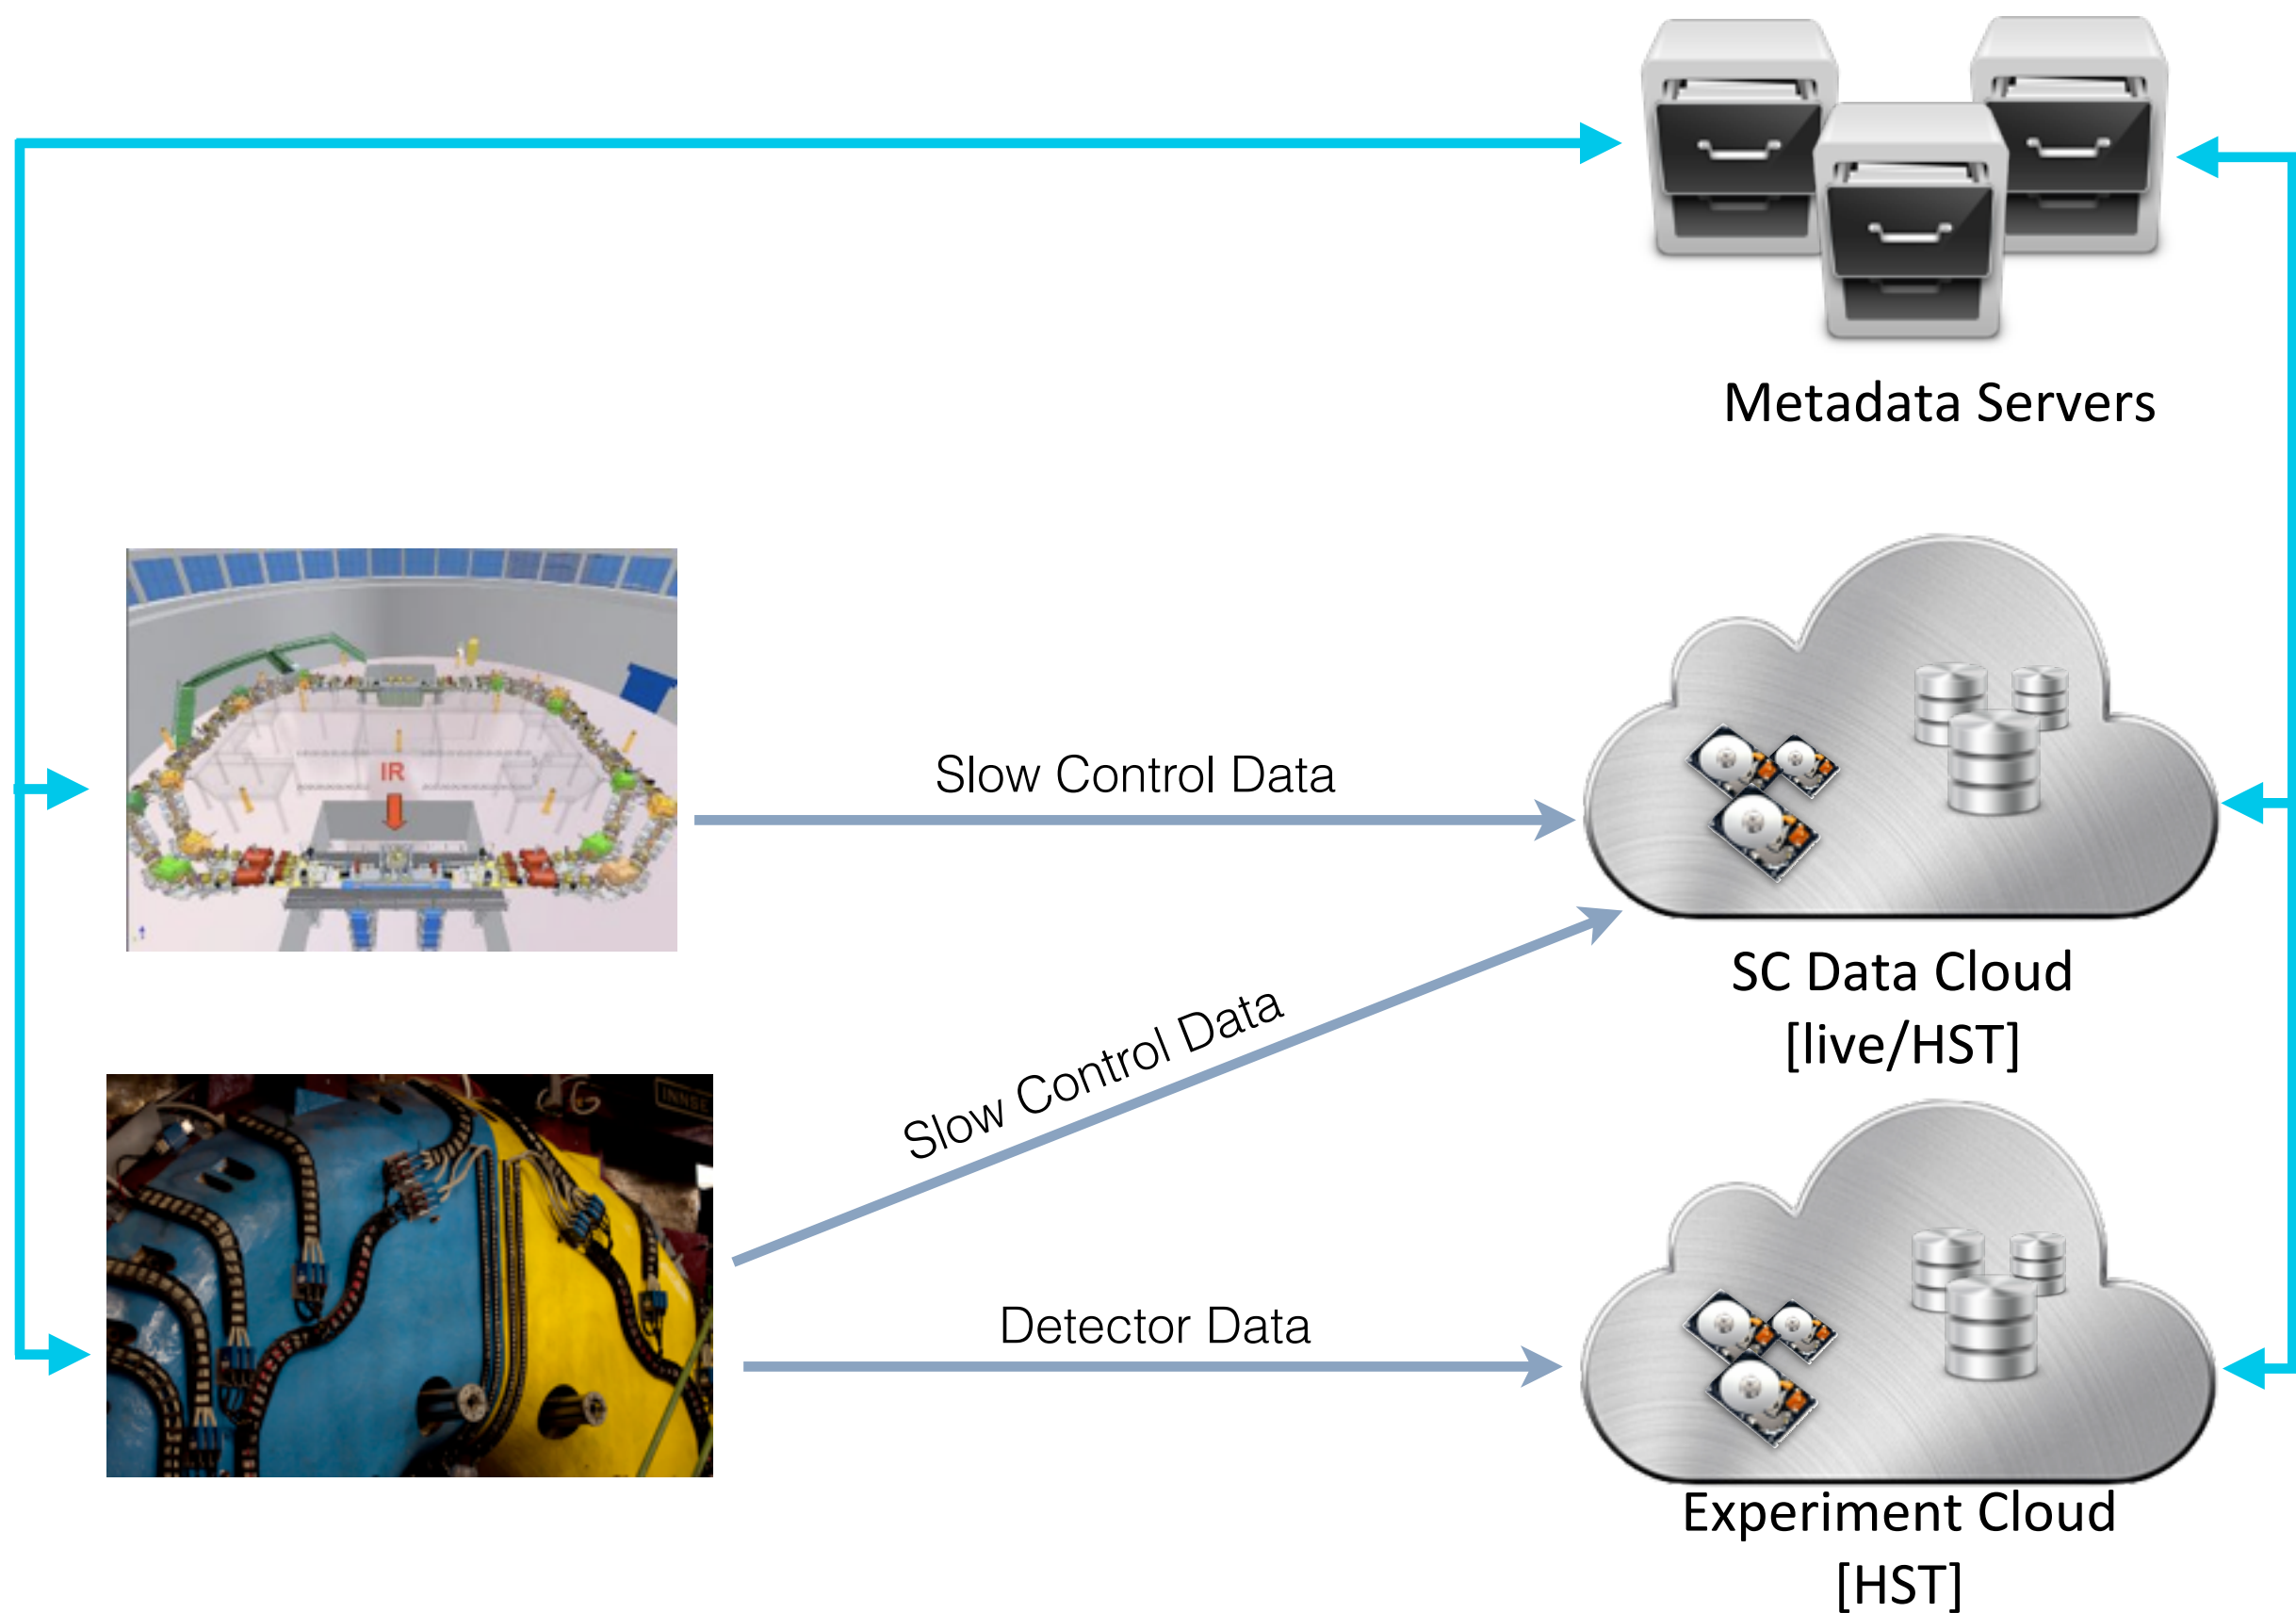 Metadata Servers
IR
Slow Control Data
SC Data Cloud
[live/HST]
Slow Control Data
INNSE
Detector Data
Experiment Cloud
[HST]